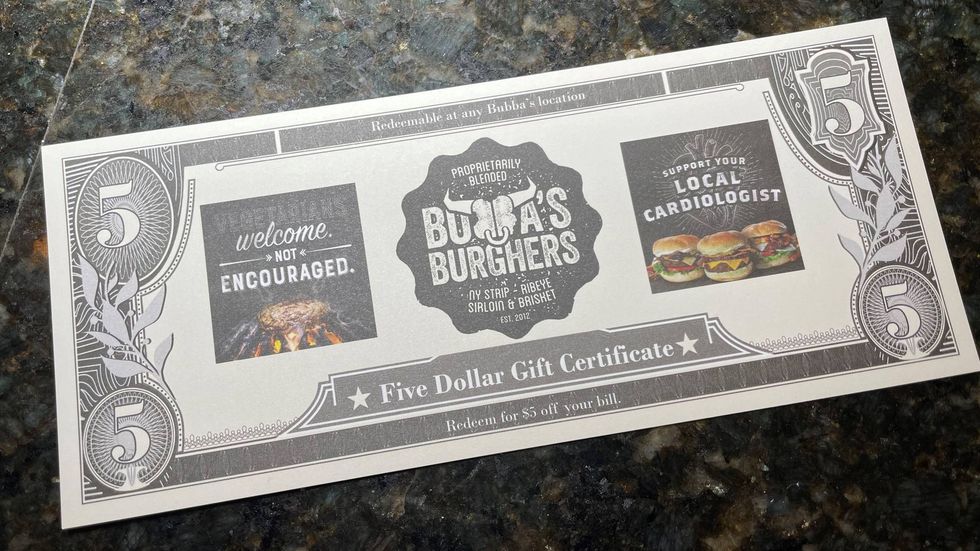 Redeemable at any Bubba's location
5
5
welcome.
NOT
ENCOURAGED.
PROPRIETARILY
BLENDED
BUBBA'S
BURGHERS
NY STRIP - RIBEYE
SIRLOIN & BRISKET
EST. 2012
SUPPORT YOUR
LOCAL
CARDIOLOGIST
Five Dollar Gift Certificate
5
5
Redeem for $5 off your bill.